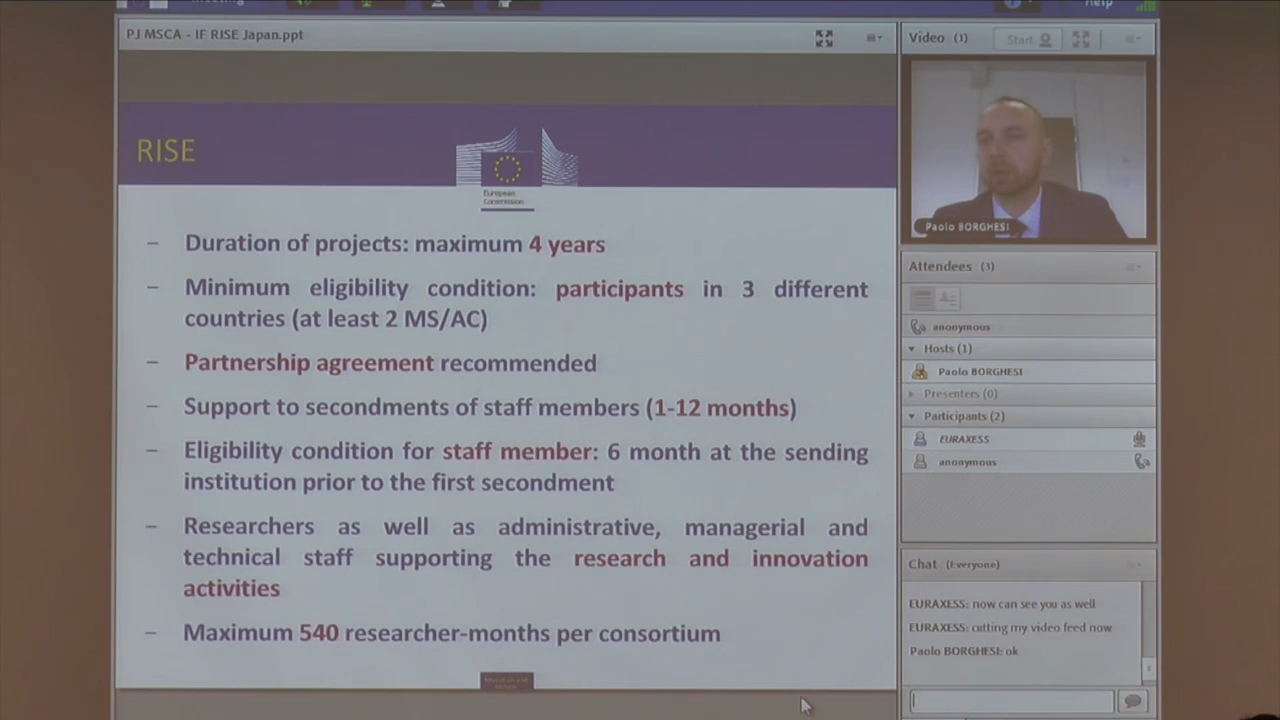 Help
PJ MSCA - IF RISE Japan.ppt
RISE
European
Commission
– Duration of projects: maximum 4 years
– Minimum eligibility condition: participants in 3 different
countries (at least 2 MS/AC)
– Partnership agreement recommended
– Support to secondments of staff members (1-12 months)
– Eligibility condition for staff member: 6 month at the sending
institution prior to the first secondment
– Researchers as well as administrative, managerial and
technical staff supporting the research and innovation
activities
– Maximum 540 researcher-months per consortium
Video (1)
Start
Paolo BORGHESI
Attendees (3)
anonymous
Hosts (1)
Paolo BORGHESI
Presenters (0)
Participants (2)
EURAXESS
anonymous
Chat (Everyone)
EURAXESS: now can see you as well
EURAXESS: cutting my video feed now
Paolo BORGHESI: ok